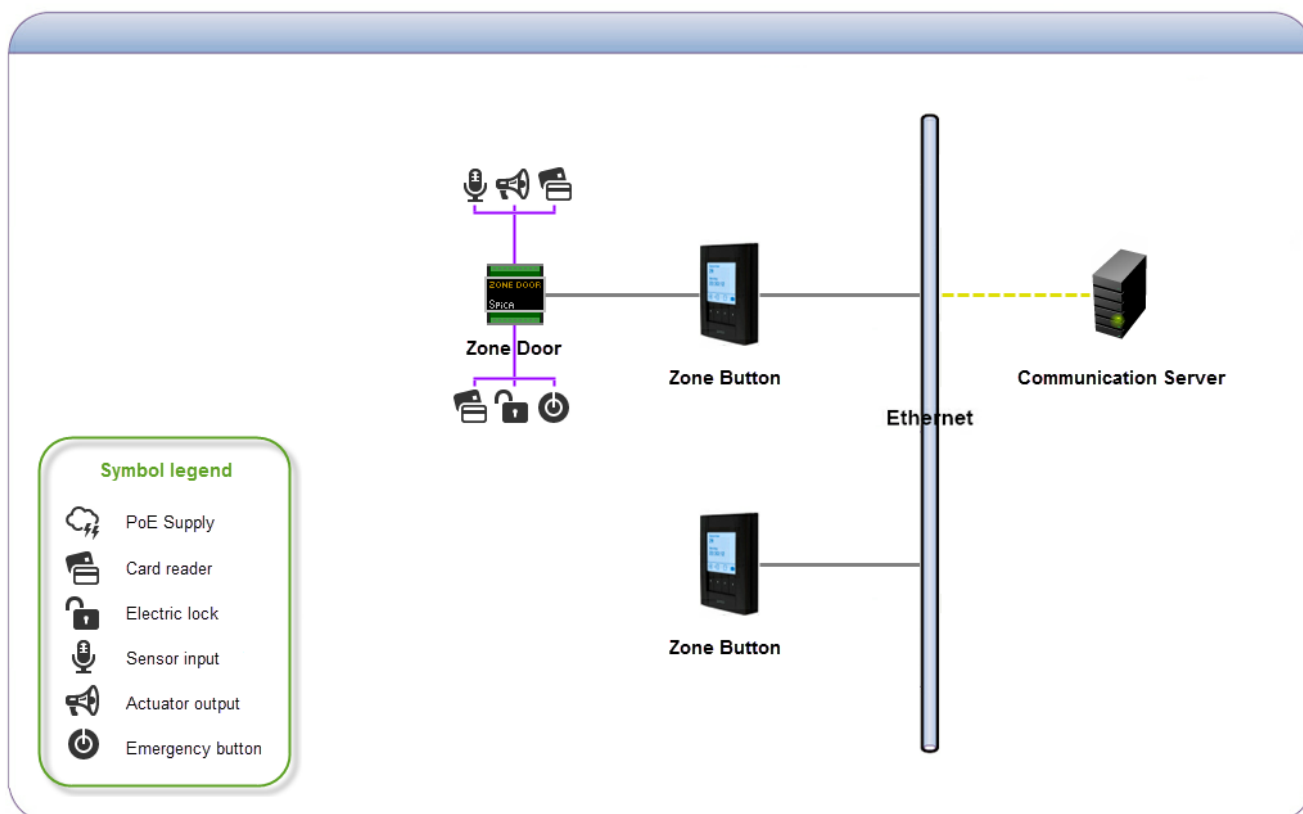 ZONE DOOR
SPICA
Zone Door
Zone Button
Communication Server
Ethernet
Symbol legend
PoE Supply
Card reader
Electric lock
Sensor input
Actuator output
Emergency button
Zone Button